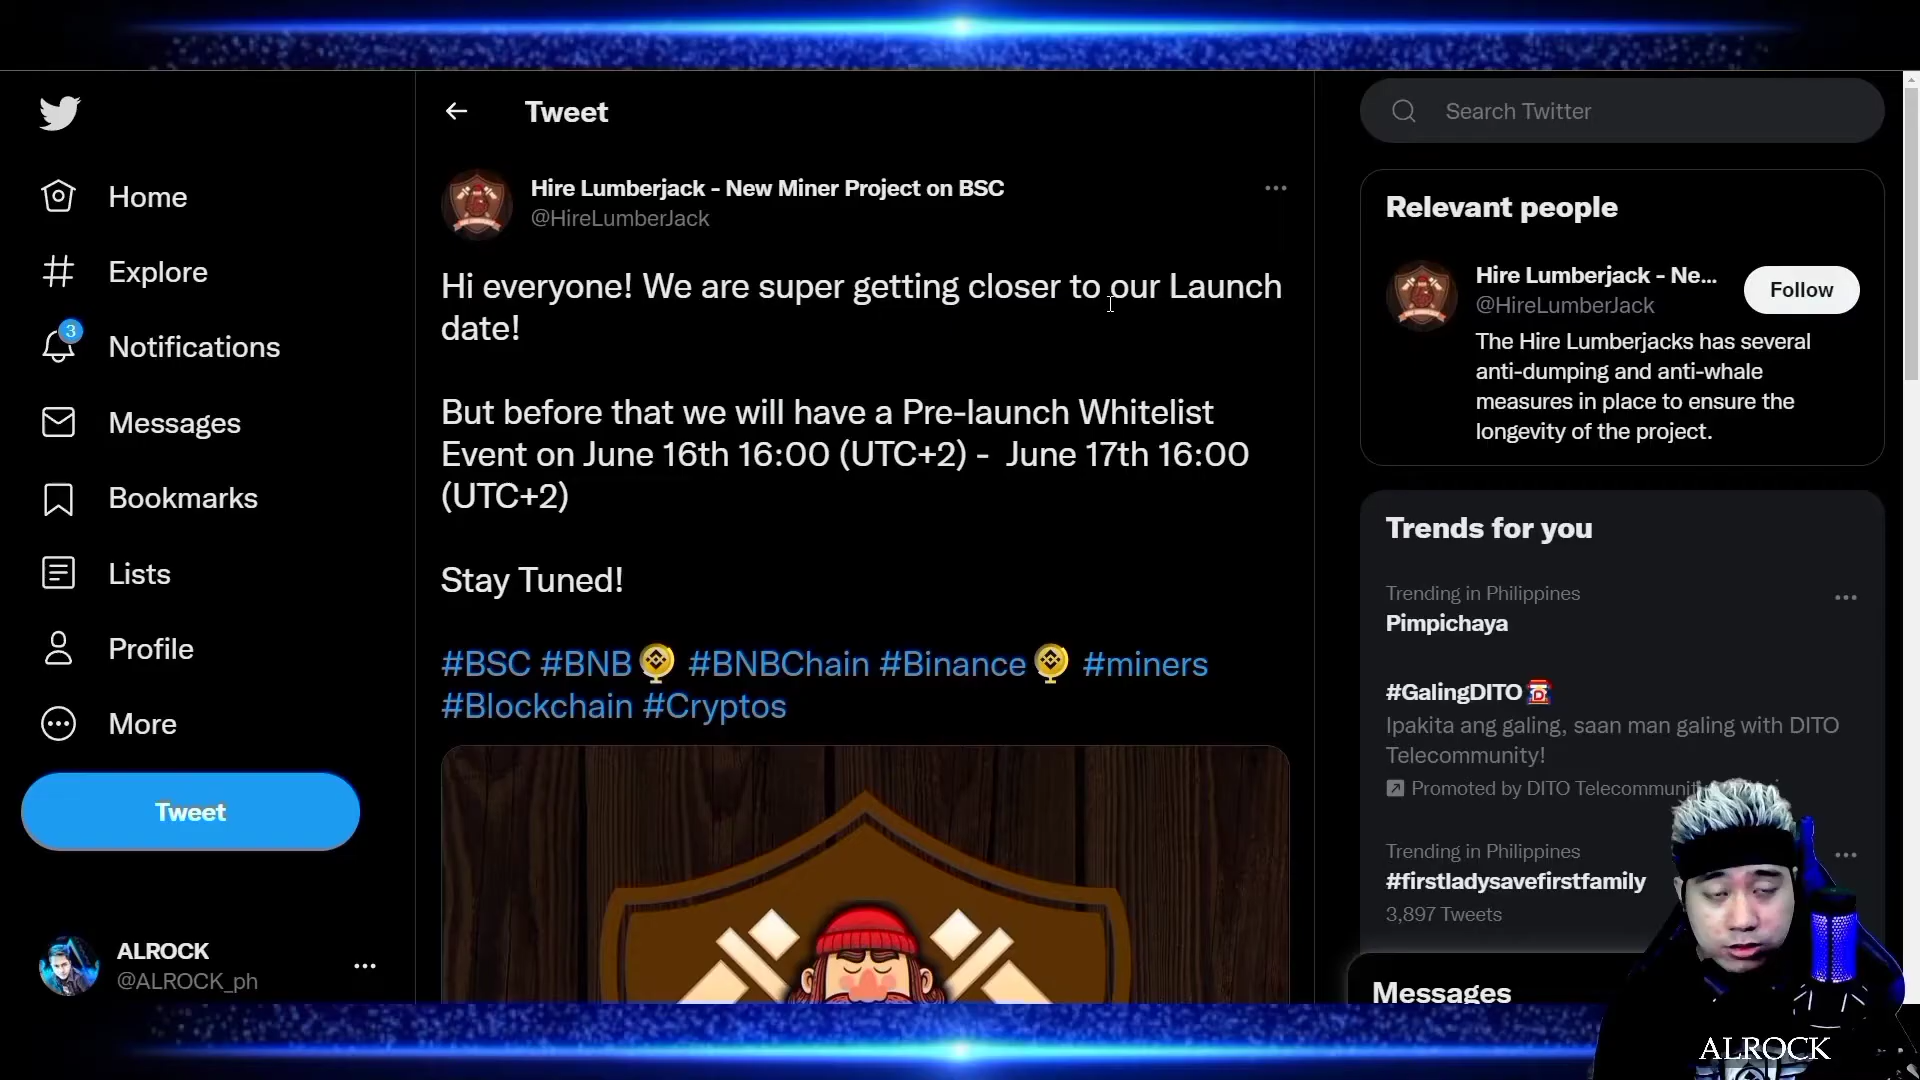 Home
Explore
3
Notifications
Messages
Bookmarks
Lists
Profile
More
Tweet
ALROCK
@ALROCK_ph
Tweet
Hire Lumberjack - New Miner Project on BSC
@HireLumberJack
Hi everyone! We are super getting closer to our Launch
date!
But before that we will have a Pre-launch Whitelist
Event on June 16th 16:00 (UTC+2) - June 17th 16:00
(UTC+2)
Stay Tuned!
#BSC #BNB #BNBChain #Binance #miners
#Blockchain #Cryptos
Search Twitter
Relevant people
Hire Lumberjack - Ne...
@HireLumberJack
Follow
The Hire Lumberjacks has several
anti-dumping and anti-whale
measures in place to ensure the
longevity of the project.
Trends for you
Trending in Philippines
Pimpichaya
#GalingDITO
Ipakita ang galing, saan man galing with DITO
Telecommunity!
Promoted by DITO
Trending in Philippines
#firstladysavefirstfamily
3,897 Tweets
Messages
ALROCK